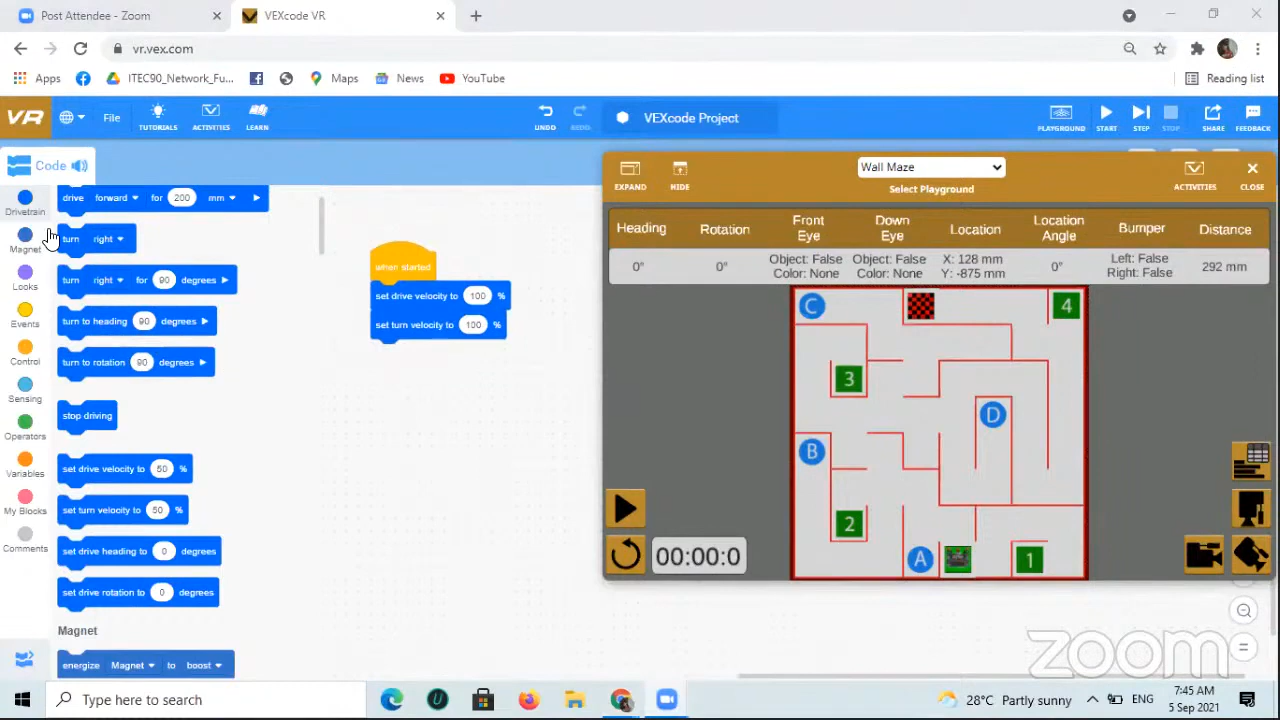 Post Attendee - Zoom
VEXcode VR
vr.vex.com
Apps
ITEC90_Network_Fu...
Maps
News
YouTube
Reading list
VR
File
TUTORIALS
ACTIVITIES
LEARN
UNDO
REDO
VEXcode Project
PLAYGROUND
START
STEP
STOP
SHARE
FEEDBACK
Code
EXPAND
HIDE
Wall Maze
Select Playground
ACTIVITIES
CLOSE
Drivetrain
Magnet
Looks
Events
Control
Sensing
Operators
Variables
My Blocks
Comments
drive forward for 200 mm
turn right
turn right for 90 degrees
turn to heading 90 degrees
turn to rotation 90 degrees
stop driving
set drive velocity to 50 %
set turn velocity to 50 %
set drive heading to 0 degrees
set drive rotation to 0 degrees
Magnet
energize Magnet to boost
when started
set drive velocity to 100 %
set turn velocity to 100 %
Heading Rotation Front Eye Down Eye Location Location Angle Bumper Distance
0° 0° Object: False Color: None Object: False Color: None X: 128 mm Y: -875 mm 0° Left: False Right: False 292 mm
C
4
3
D
B
2
A
1
00:00:0
zoom
Type here to search
28°C Partly sunny
ENG
7:45 AM
5 Sep 2021